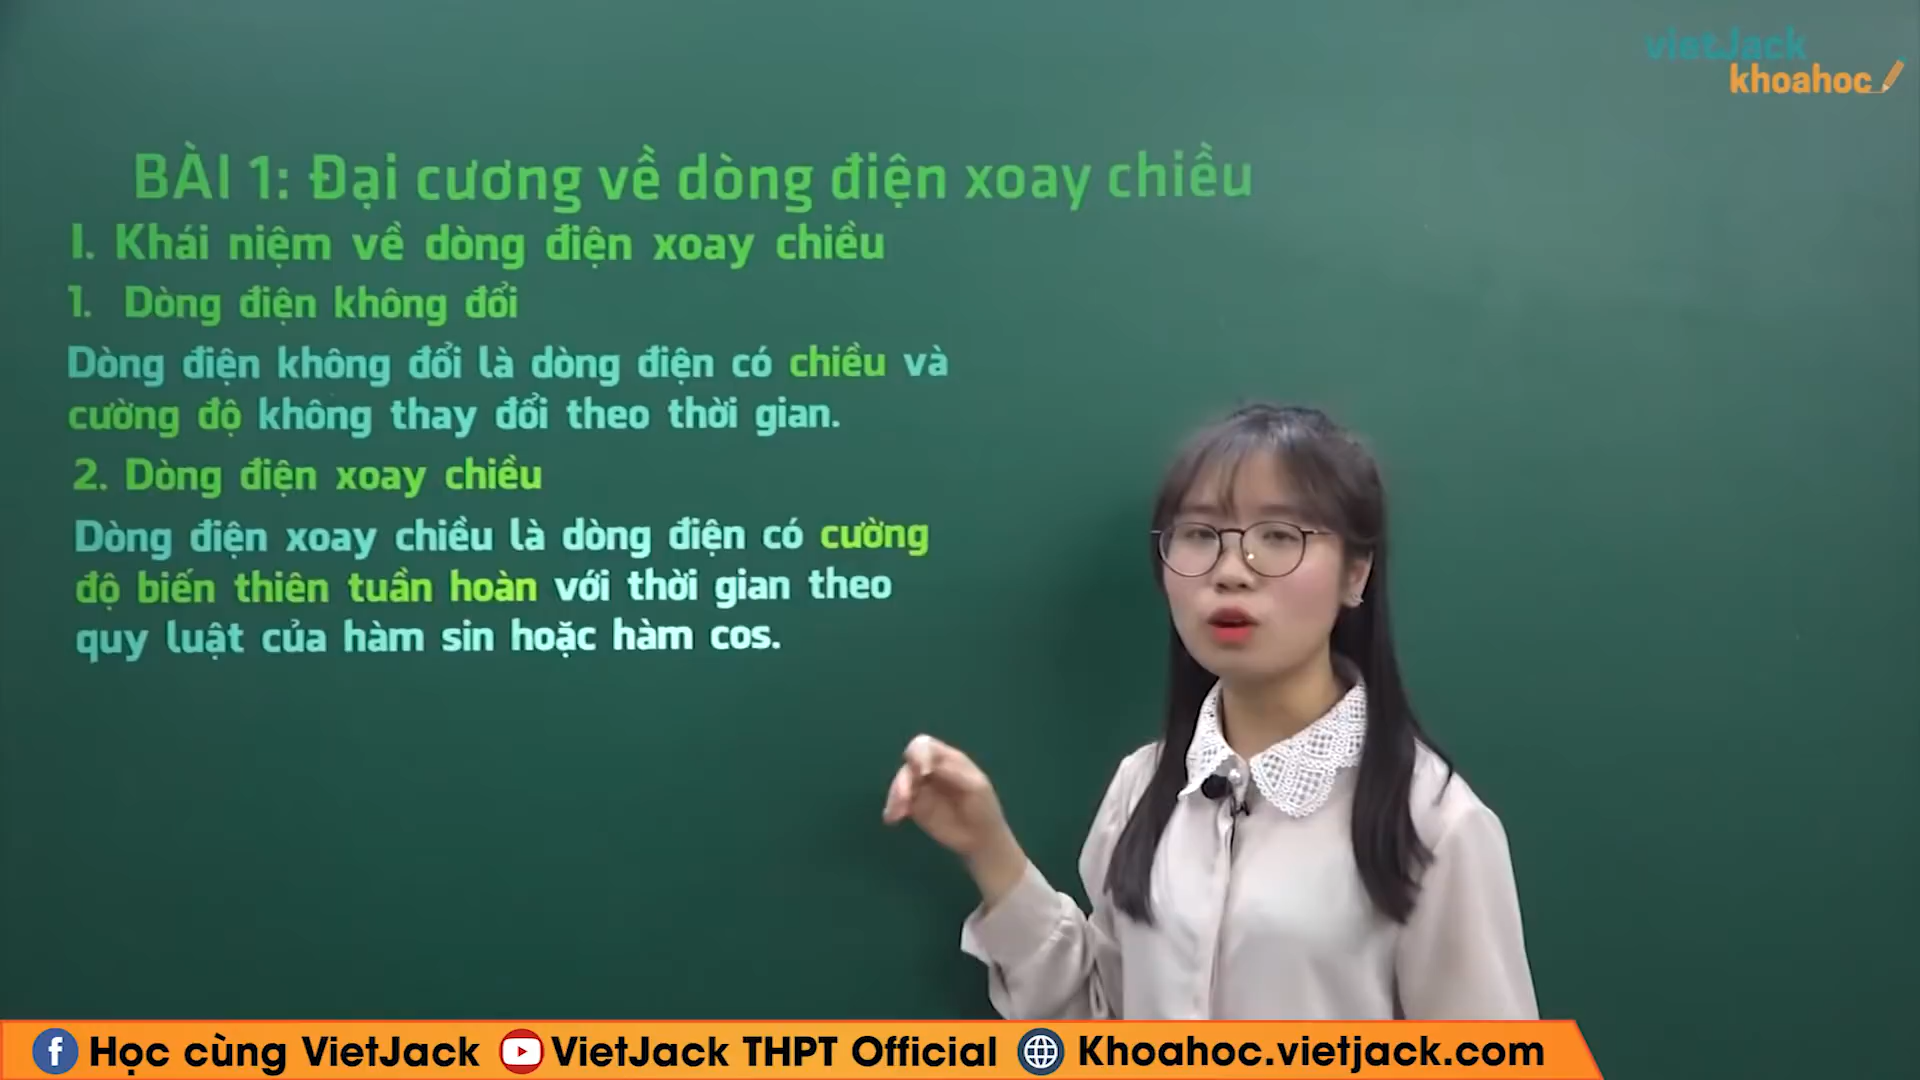 vietJack
khoahoc
BÀI 1: Đại cương về dòng điện xoay chiều
I. Khái niệm về dòng điện xoay chiều
1. Dòng điện không đổi
Dòng điện không đổi là dòng điện có chiều và
cường độ không thay đổi theo thời gian.
2. Dòng điện xoay chiều
Dòng điện xoay chiều là dòng điện có cường
độ biến thiên tuần hoàn với thời gian theo
quy luật của hàm sin hoặc hàm cos.
Học cùng VietJack VietJack THPT Official Khoahoc.vietjack.com